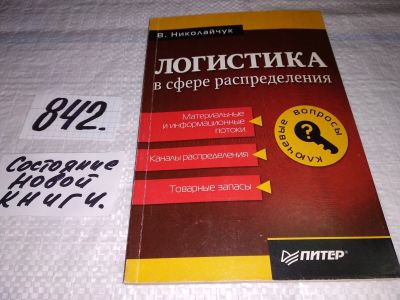 842.
Состояние
новой
книги.
В. Николайчук
ЛОГИСТИКА
в сфере распределения
Материальные
и информационные
потоки
Каналы распределения
Товарные запасы
КЛЮЧЕВЫЕ ВОПРОСЫ
?
ПИТЕР